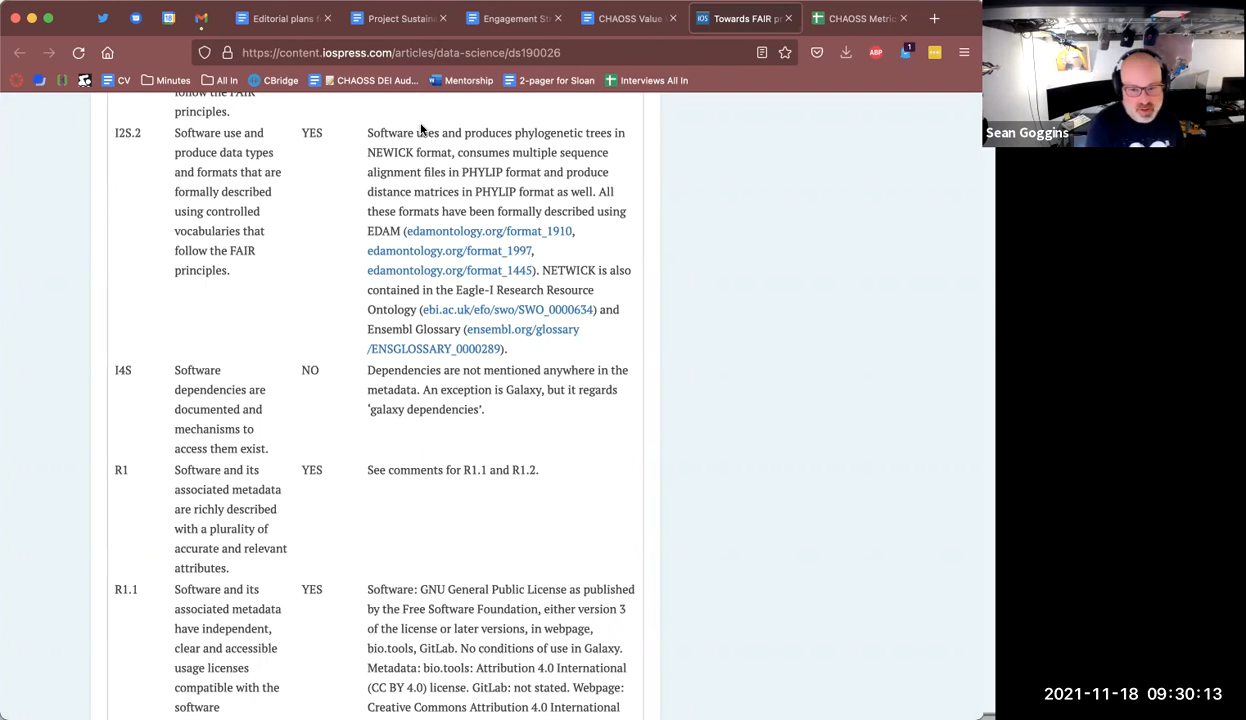 Editorial plans f
Project Sustaina
Engagement St
CHAOSS Value
Towards FAIR pr
CHAOSS Metric
https://content.iospress.com/articles/data-science/ds190026
CV
Minutes
All In
CBridge
CHAOSS DEI Aud...
Mentorship
2-pager for Sloan
Interviews All In
Sean Goggins
follow the FAIR
principles.
I2S.2
Software use and
produce data types
and formats that are
formally described
using controlled
vocabularies that
follow the FAIR
principles.
YES
Software uses and produces phylogenetic trees in
NEWICK format, consumes multiple sequence
alignment files in PHYLIP format and produce
distance matrices in PHYLIP format as well. All
these formats have been formally described using
EDAM (edamontology.org/format_1910,
edamontology.org/format_1997,
edamontology.org/format_1445). NETWICK is also
contained in the Eagle-I Research Resource
Ontology (ebi.ac.uk/efo/swo/SWO_0000634) and
Ensembl Glossary (ensembl.org/glossary
/ENSGLOSSARY_0000289).
I4S
Software
dependencies are
documented and
mechanisms to
access them exist.
NO
Dependencies are not mentioned anywhere in the
metadata. An exception is Galaxy, but it regards
‘galaxy dependencies’.
R1
Software and its
associated metadata
are richly described
with a plurality of
accurate and relevant
attributes.
YES
See comments for R1.1 and R1.2.
R1.1
Software and its
associated metadata
have independent,
clear and accessible
usage licenses
compatible with the
software
YES
Software: GNU General Public License as published
by the Free Software Foundation, either version 3
of the license or later versions, in webpage,
bio.tools, GitLab. No conditions of use in Galaxy.
Metadata: bio.tools: Attribution 4.0 International
(CC BY 4.0) license. GitLab: not stated. Webpage:
Creative Commons Attribution 4.0 International
2021-11-18 09:30:13